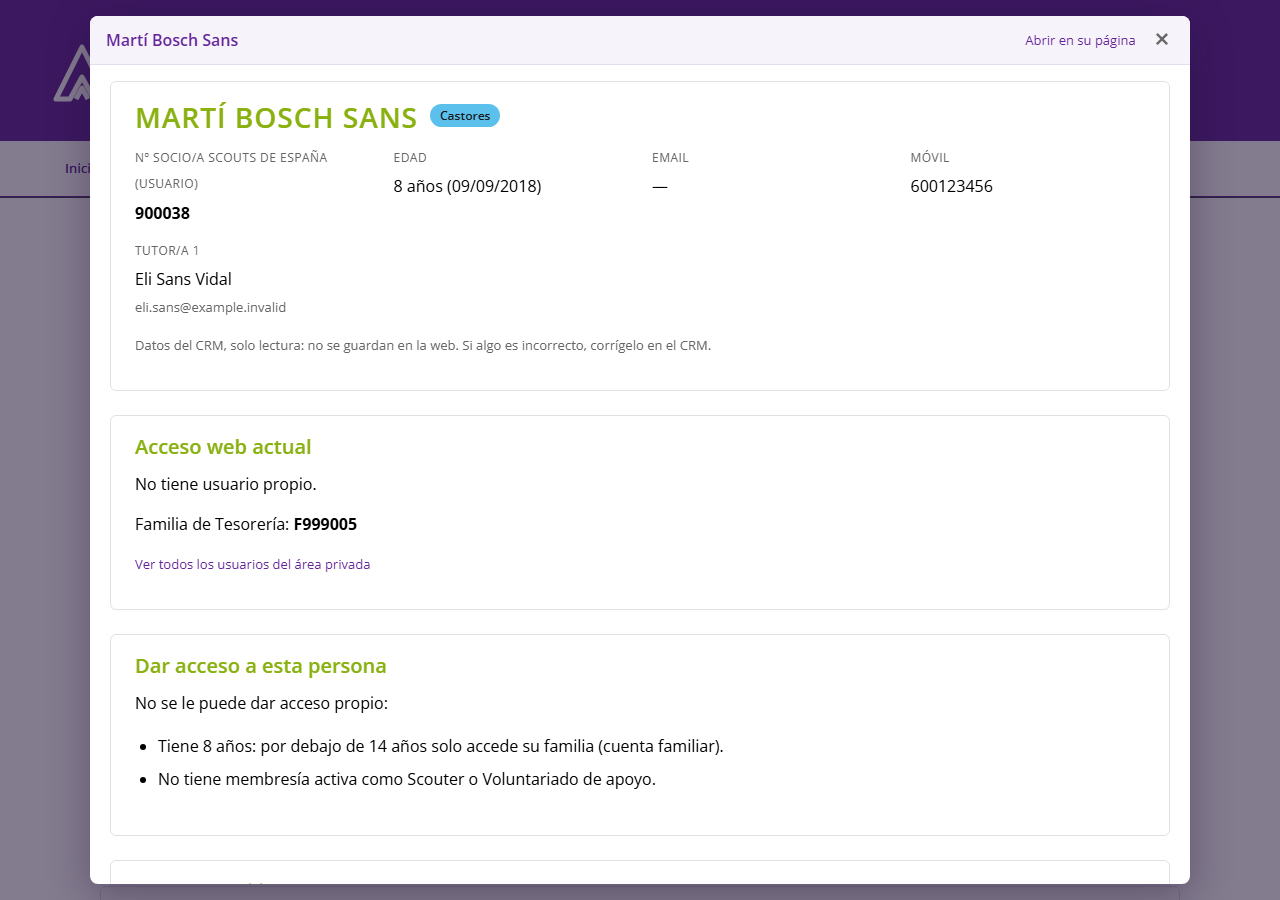 Martí Bosch Sans
Abrir en su página ✕
MARTÍ BOSCH SANS Castores
Nº SOCIO/A SCOUTS DE ESPAÑA (USUARIO)
900038
EDAD
8 años (09/09/2018)
EMAIL
—
MÓVIL
600123456
TUTOR/A 1
Eli Sans Vidal
eli.sans@example.invalid
Datos del CRM, solo lectura: no se guardan en la web. Si algo es incorrecto, corrígelo en el CRM.
Acceso web actual
No tiene usuario propio.
Familia de Tesorería: F999005
Ver todos los usuarios del área privada
Dar acceso a esta persona
No se le puede dar acceso propio:
• Tiene 8 años: por debajo de 14 años solo accede su familia (cuenta familiar).
• No tiene membresía activa como Scouter o Voluntariado de apoyo.